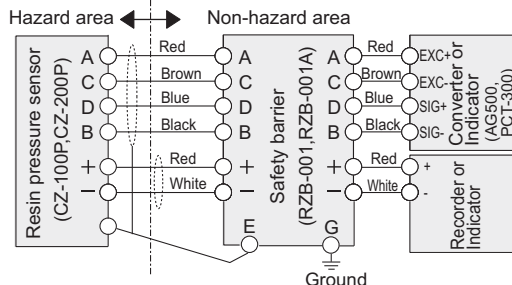 Hazard area
Non-hazard area
Resin pressure sensor
(CZ-100P,CZ-200P)
A
C
D
B
+
−
Red
Brown
Blue
Black
Red
White
A
C
D
B
+
−
E
Safety barrier
(RZB-001,RZB-001A)
A
C
D
B
+
−
G
Ground
Red
Brown
Blue
Black
Red
White
EXC+
EXC-
SIG+
SIG-
Converter or
Indicator
(AG500,
PCT-300)
+
-
Recorder or
Indicator